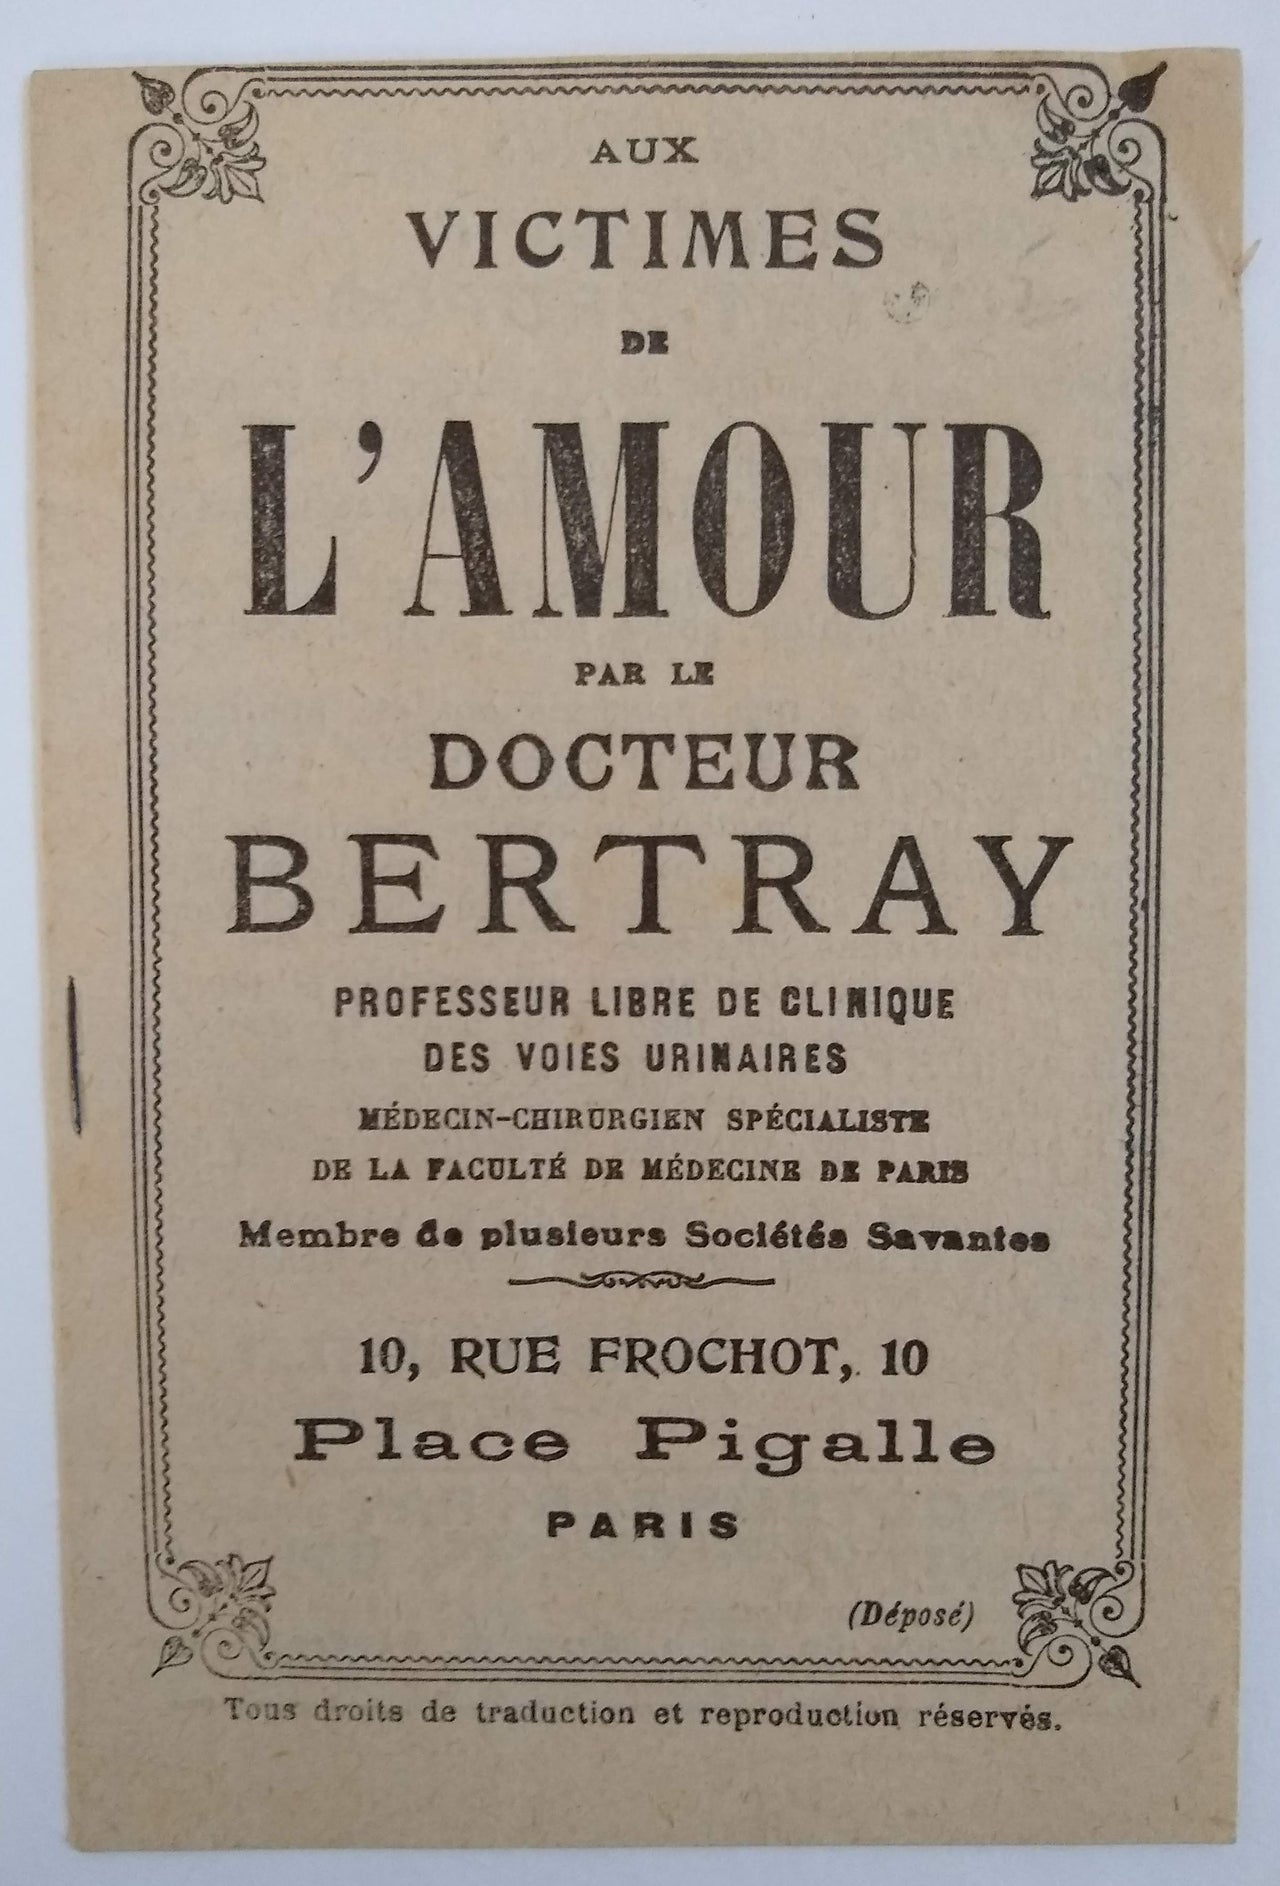 AUX
VICTIMES
DE
L'AMOUR
PAR LE
DOCTEUR
BERTRAY
PROFESSEUR LIBRE DE CLINIQUE
DES VOIES URINAIRES
MÉDECIN-CHIRURGIEN SPÉCIALISTE
DE LA FACULTÉ DE MÉDECINE DE PARIS
Membre de plusieurs Sociétés Savantes
10, RUE FROCHOT, 10
Place Pigalle
PARIS
(Déposé)
Tous droits de traduction et reproduction réservés.